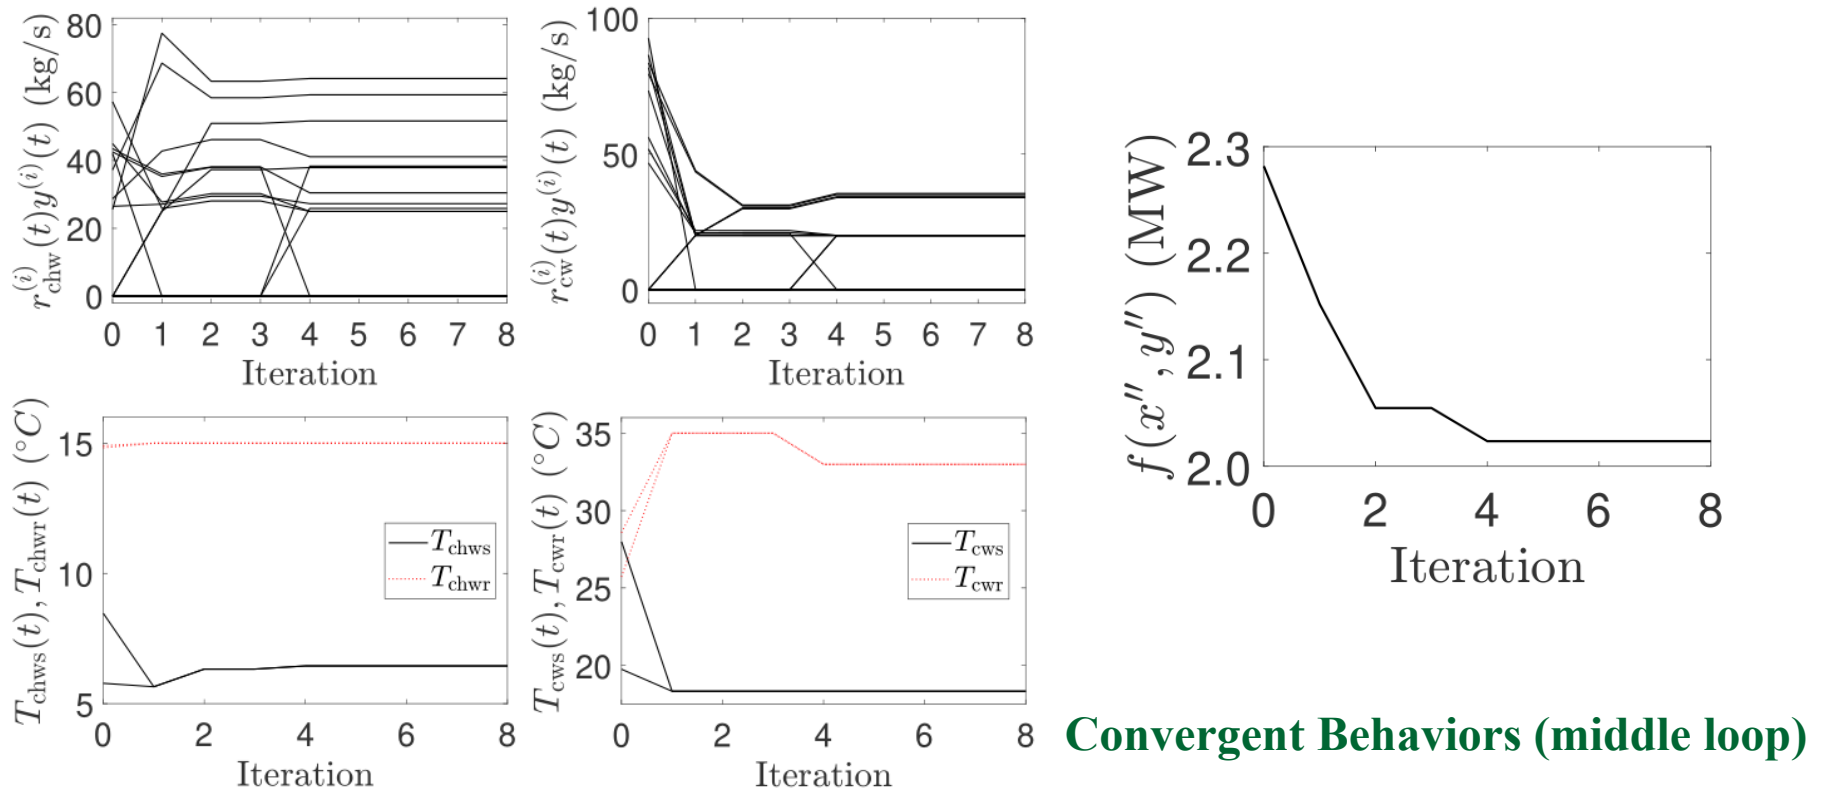 r_chw^(i)(t)y^(i)(t) (kg/s)
80
60
40
20
0
0 1 2 3 4 5 6 7 8
Iteration
r_cw^(i)(t)y^(i)(t) (kg/s)
100
50
0
0 1 2 3 4 5 6 7 8
Iteration
T_chws(t), T_chwr(t) (°C)
15
10
5
T_chws
T_chwr
0 2 4 6 8
Iteration
T_cws(t), T_cwr(t) (°C)
35
30
25
20
T_cws
T_cwr
0 2 4 6 8
Iteration
f(x″, y″) (MW)
2.3
2.2
2.1
2.0
0 2 4 6 8
Iteration
Convergent Behaviors (middle loop)